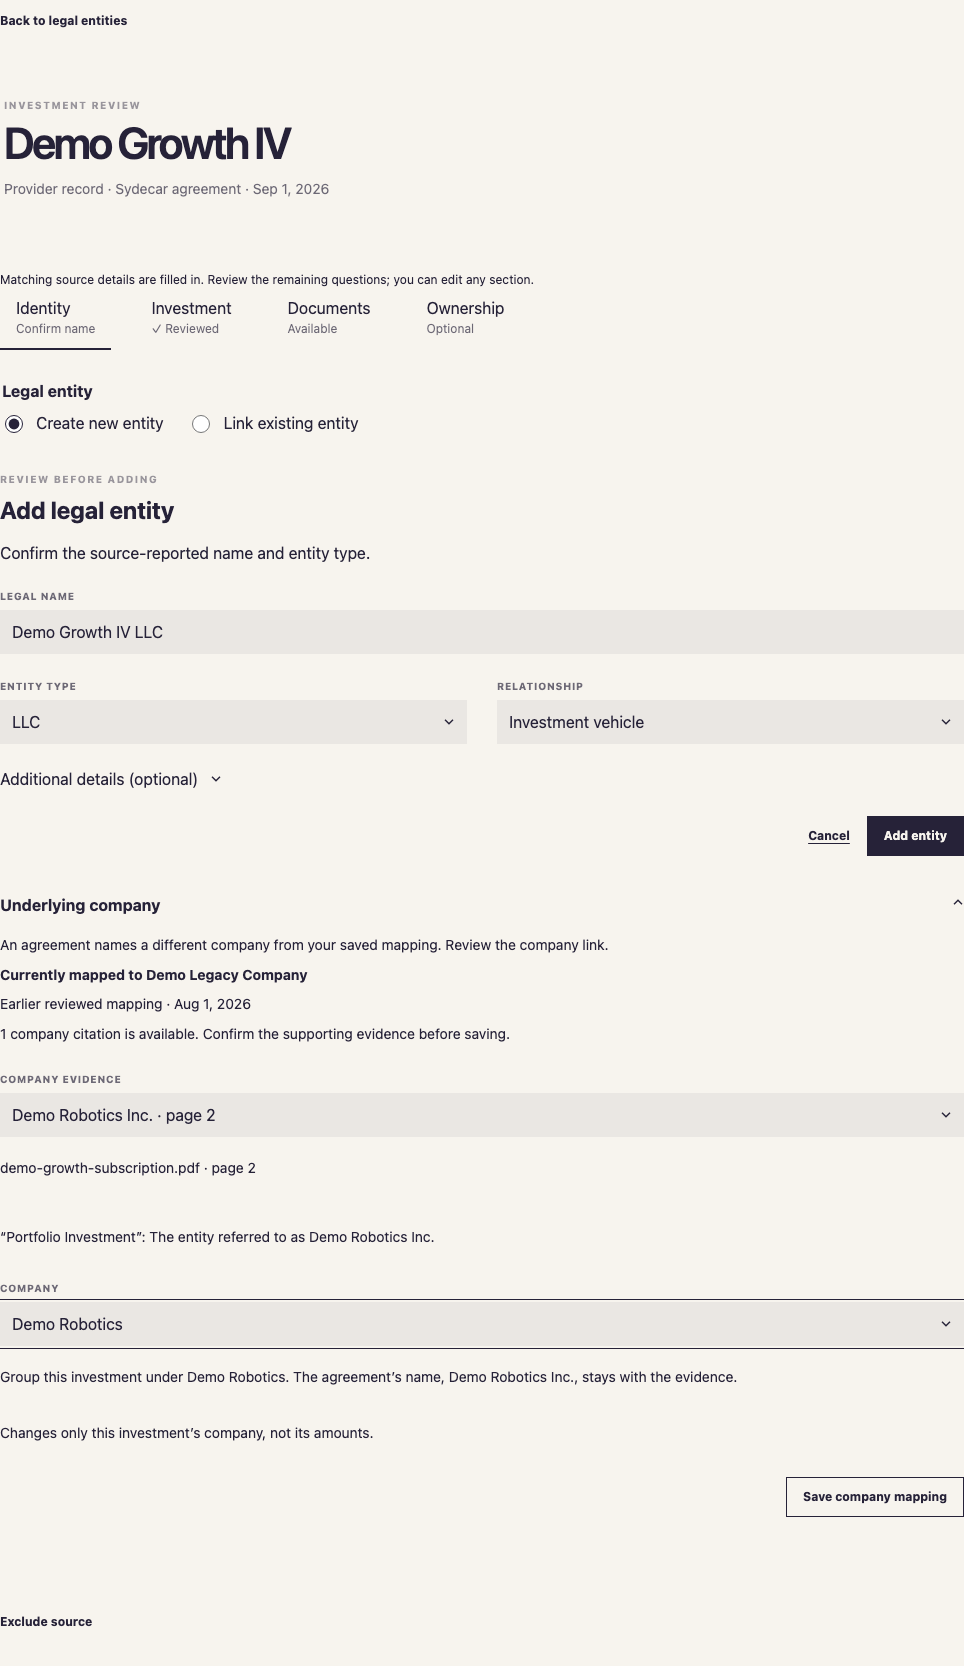 Back to legal entities
INVESTMENT REVIEW
Demo Growth IV
Provider record · Sydecar agreement · Sep 1, 2026
Matching source details are filled in. Review the remaining questions; you can edit any section.
Identity Investment Documents Ownership
Confirm name ✓ Reviewed Available Optional
Legal entity
Create new entity Link existing entity
REVIEW BEFORE ADDING
Add legal entity
Confirm the source-reported name and entity type.
LEGAL NAME
Demo Growth IV LLC
ENTITY TYPE RELATIONSHIP
LLC Investment vehicle
Additional details (optional)
Cancel Add entity
Underlying company
An agreement names a different company from your saved mapping. Review the company link.
Currently mapped to Demo Legacy Company
Earlier reviewed mapping · Aug 1, 2026
1 company citation is available. Confirm the supporting evidence before saving.
COMPANY EVIDENCE
Demo Robotics Inc. · page 2
demo-growth-subscription.pdf · page 2
“Portfolio Investment”: The entity referred to as Demo Robotics Inc.
COMPANY
Demo Robotics
Group this investment under Demo Robotics. The agreement’s name, Demo Robotics Inc., stays with the evidence.
Changes only this investment’s company, not its amounts.
Save company mapping
Exclude source